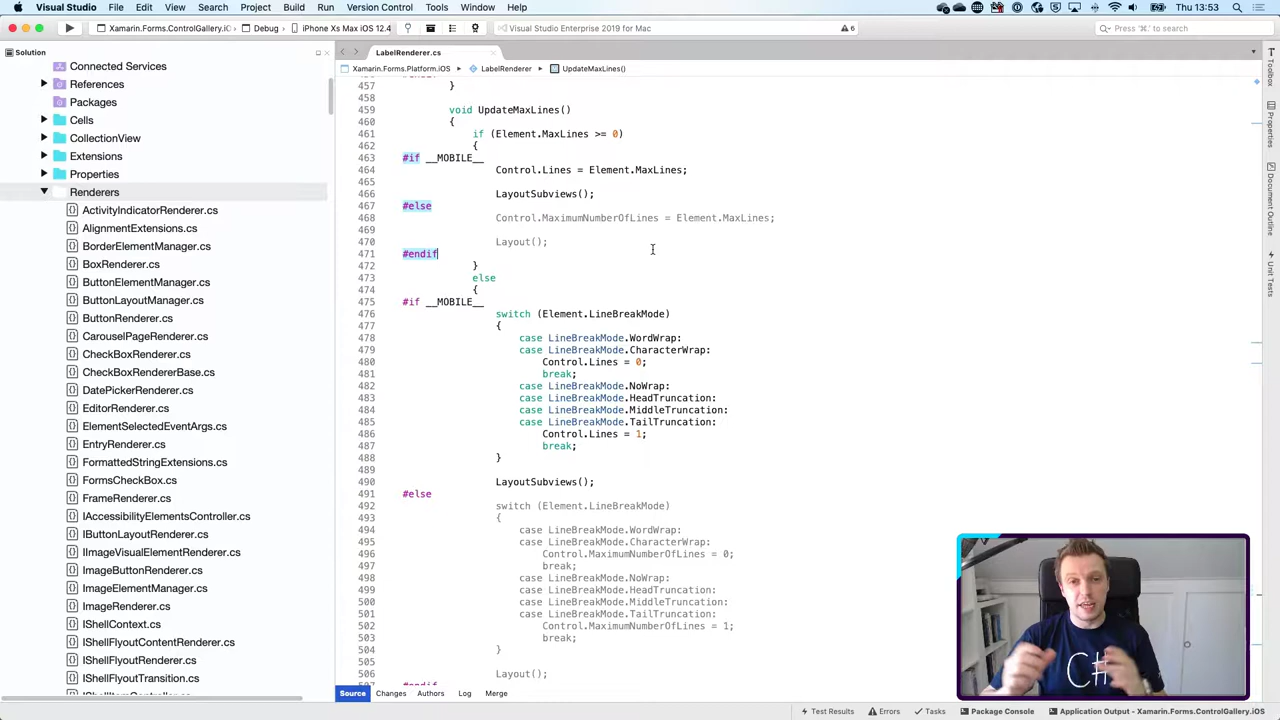 Visual Studio File Edit View Search Project Build Run Version Control Tools Window Help Thu 13:53
Xamarin.Forms.ControlGallery.iO Debug iPhone Xs Max iOS 12.4 Visual Studio Enterprise 2019 for Mac 6 Press '⌘.' to search
Solution
LabelRenderer.cs
Xamarin.Forms.Platform.iOS LabelRenderer UpdateMaxLines()
Connected Services
References
Packages
Cells
CollectionView
Extensions
Properties
Renderers
ActivityIndicatorRenderer.cs
AlignmentExtensions.cs
BorderElementManager.cs
BoxRenderer.cs
ButtonElementManager.cs
ButtonLayoutManager.cs
ButtonRenderer.cs
CarouselPageRenderer.cs
CheckBoxRenderer.cs
CheckBoxRendererBase.cs
DatePickerRenderer.cs
EditorRenderer.cs
ElementSelectedEventArgs.cs
EntryRenderer.cs
FormattedStringExtensions.cs
FormsCheckBox.cs
FrameRenderer.cs
IAccessibilityElementsController.cs
IButtonLayoutRenderer.cs
IImageVisualElementRenderer.cs
ImageButtonRenderer.cs
ImageElementManager.cs
ImageRenderer.cs
IShellContext.cs
IShellFlyoutContentRenderer.cs
IShellFlyoutRenderer.cs
IShellFlyoutTransition.cs
457 }
458
459 void UpdateMaxLines()
460 {
461 if (Element.MaxLines >= 0)
462 {
463 #if __MOBILE__
464 Control.Lines = Element.MaxLines;
465
466 LayoutSubviews();
467 #else
468 Control.MaximumNumberOfLines = Element.MaxLines;
469
470 Layout();
471 #endif
472 }
473 else
474 {
475 #if __MOBILE__
476 switch (Element.LineBreakMode)
477 {
478 case LineBreakMode.WordWrap:
479 case LineBreakMode.CharacterWrap:
480 Control.Lines = 0;
481 break;
482 case LineBreakMode.NoWrap:
483 case LineBreakMode.HeadTruncation:
484 case LineBreakMode.MiddleTruncation:
485 case LineBreakMode.TailTruncation:
486 Control.Lines = 1;
487 break;
488 }
489
490 LayoutSubviews();
491 #else
492 switch (Element.LineBreakMode)
493 {
494 case LineBreakMode.WordWrap:
495 case LineBreakMode.CharacterWrap:
496 Control.MaximumNumberOfLines = 0;
497 break;
498 case LineBreakMode.NoWrap:
499 case LineBreakMode.HeadTruncation:
500 case LineBreakMode.MiddleTruncation:
501 case LineBreakMode.TailTruncation:
502 Control.MaximumNumberOfLines = 1;
503 break;
504 }
505
506 Layout();
Toolbox
Properties
Document Outline
Unit Tests
C#
Source Changes Authors Log Merge
Test Results Errors Tasks Package Console Application Output - Xamarin.Forms.ControlGallery.iOS